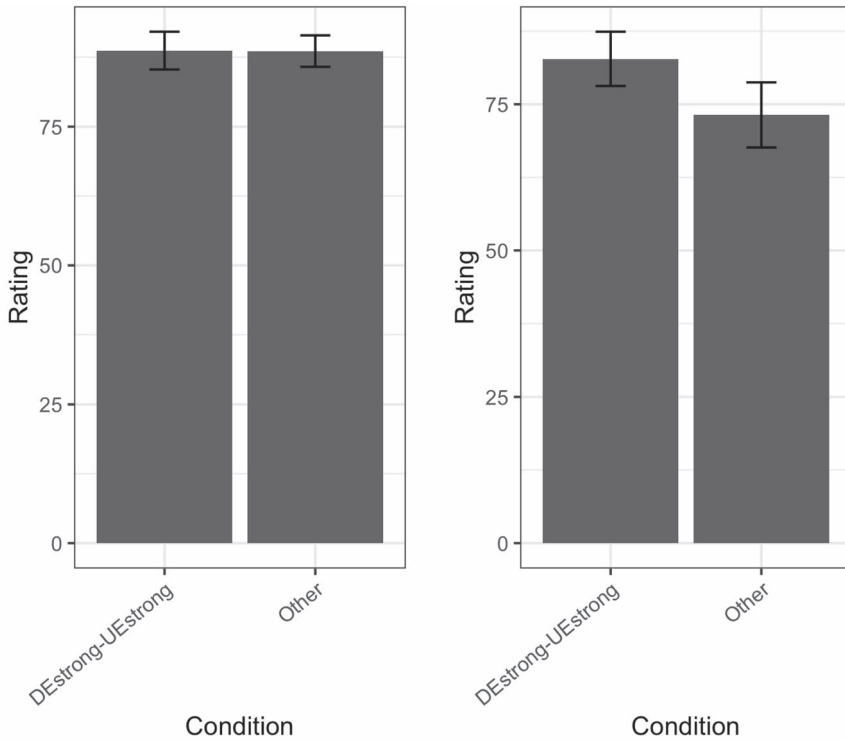 Rating
75
50
25
0
DEstrong-UEstrong
Other
Condition
Rating
75
50
25
0
DEstrong-UEstrong
Other
Condition